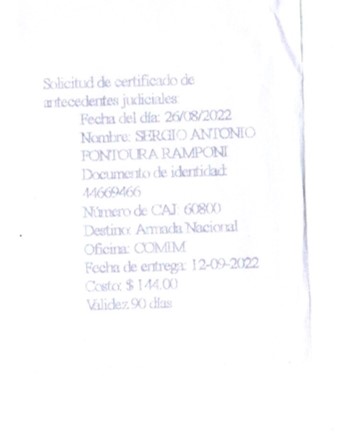 Solicitud de certificado de
antecedentes judiciales:
Fecha del día: 26/08/2022
Nombre: SERGIO ANTONIO
FONTOURA RAMPONI
Documento de identidad:
44669466
Número de CAJ: 60800
Destino: Armada Nacional
Oficina: COMIM
Fecha de entrega: 12-09-2022
Costo: $ 144.00
Validez 90 días